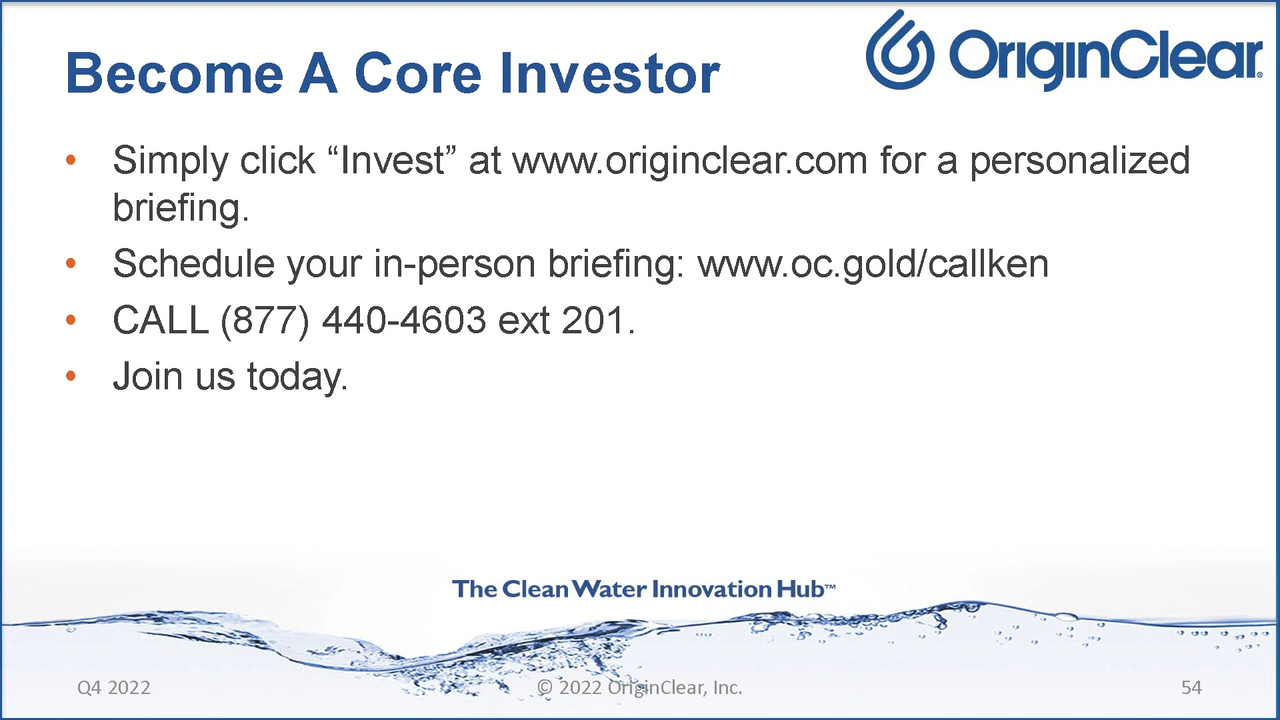 Become A Core Investor
OriginClear®
• Simply click “Invest” at www.originclear.com for a personalized
briefing.
• Schedule your in-person briefing: www.oc.gold/callken
• CALL (877) 440-4603 ext 201.
• Join us today.
The Clean Water Innovation Hub™
Q4 2022
© 2022 OriginClear, Inc.
54